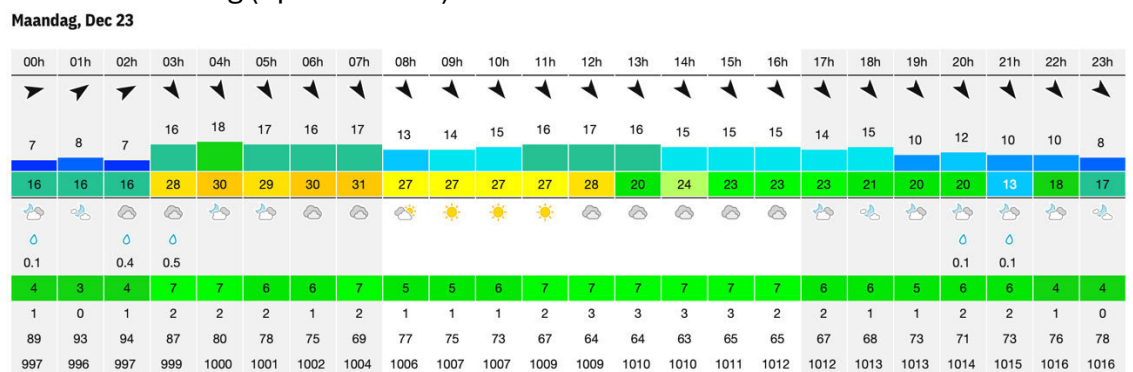 Maandag, Dec 23
00h 01h 02h 03h 04h 05h 06h 07h 08h 09h 10h 11h 12h 13h 14h 15h 16h 17h 18h 19h 20h 21h 22h 23h
7 8 7 16 18 17 16 17 13 14 15 16 17 16 15 15 15 14 15 10 12 10 10 8
16 16 16 28 30 29 30 31 27 27 27 27 28 20 24 23 23 23 21 20 20 13 18 17
0.1 0.4 0.5 0.1 0.1
4 3 4 7 7 6 6 7 5 5 6 7 7 7 7 7 7 6 6 5 6 6 4 4
1 0 1 2 2 2 1 2 1 1 1 2 3 3 3 3 2 2 1 1 2 2 1 0
89 93 94 87 80 78 75 69 77 75 73 67 64 64 63 65 65 67 68 73 71 73 76 78
997 996 997 999 1000 1001 1002 1004 1006 1007 1007 1009 1009 1010 1010 1011 1012 1012 1013 1013 1014 1015 1016 1016